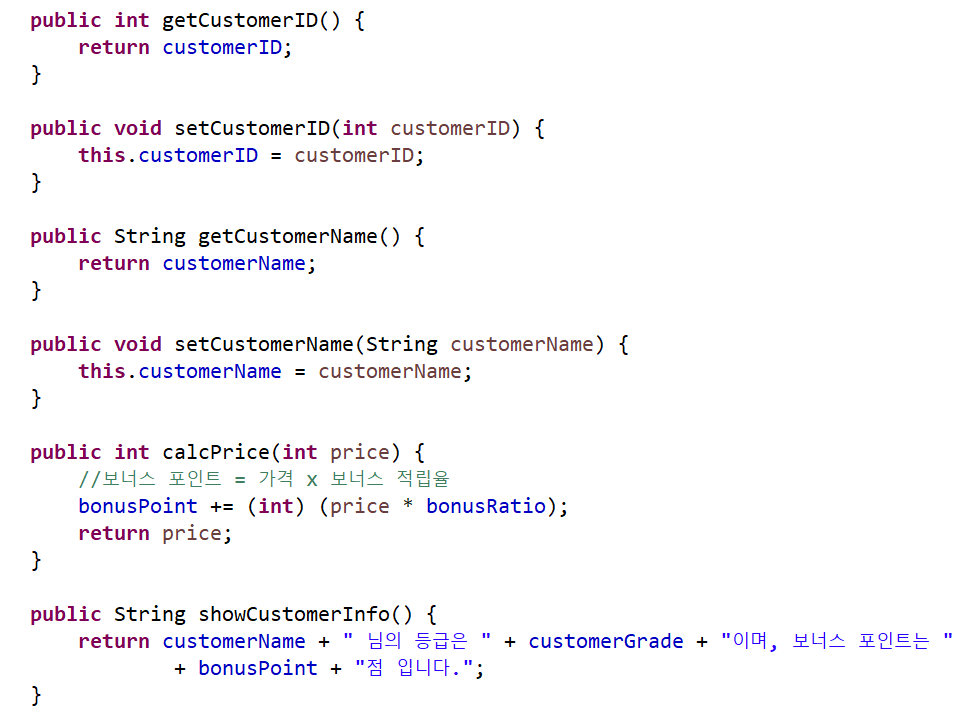 public int getCustomerID() {
    return customerID;
}

public void setCustomerID(int customerID) {
    this.customerID = customerID;
}

public String getCustomerName() {
    return customerName;
}

public void setCustomerName(String customerName) {
    this.customerName = customerName;
}

public int calcPrice(int price) {
    //보너스 포인트 = 가격 x 보너스 적립율
    bonusPoint += (int) (price * bonusRatio);
    return price;
}

public String showCustomerInfo() {
    return customerName + " 님의 등급은 " + customerGrade + "이며, 보너스 포인트는 "
            + bonusPoint + "점 입니다.";
}